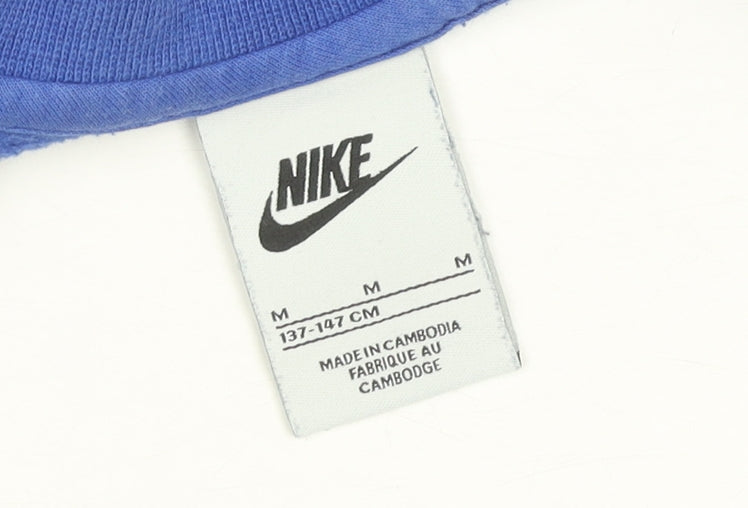 NIKE
M M M
137-147 CM
MADE IN CAMBODIA
FABRIQUE AU
CAMBODGE